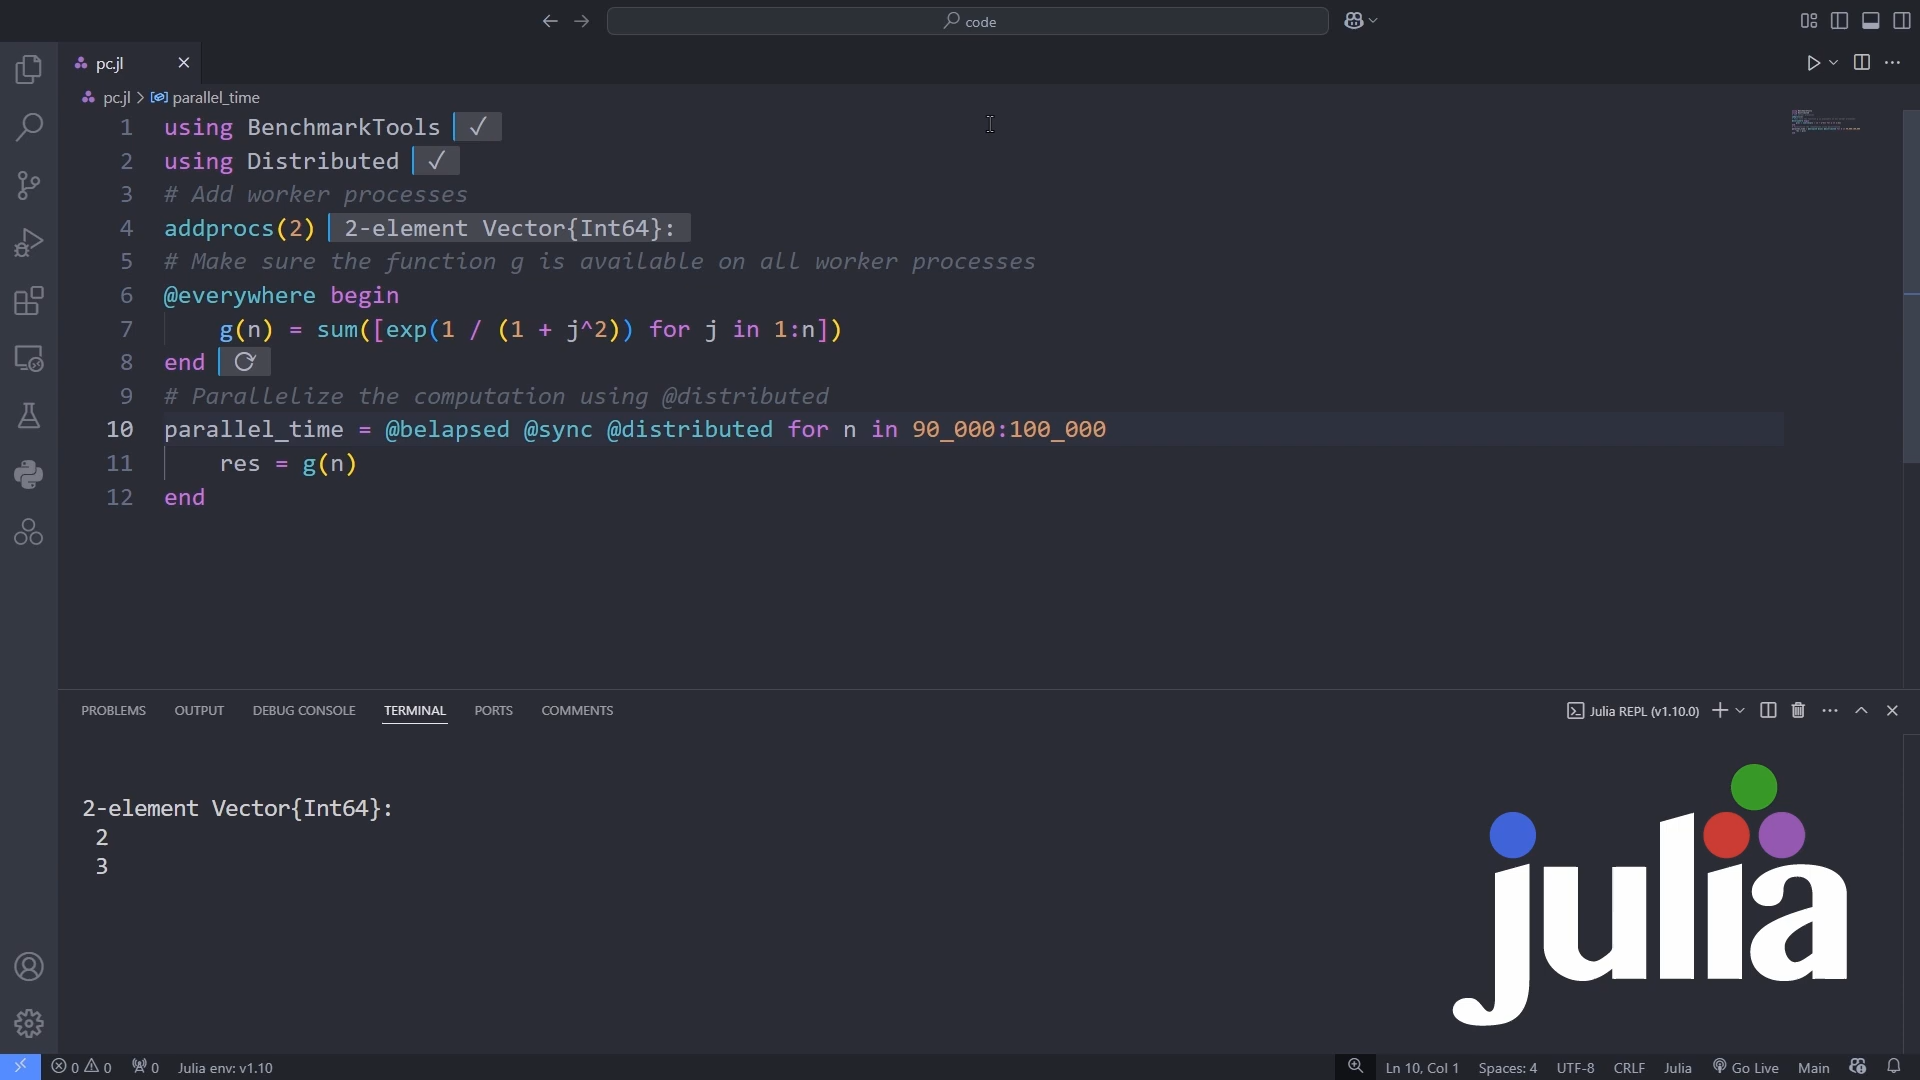 code
pc.jl
pc.jl > parallel_time
1 using BenchmarkTools ✓
2 using Distributed ✓
3 # Add worker processes
4 addprocs(2) 2-element Vector{Int64}:
5 # Make sure the function g is available on all worker processes
6 @everywhere begin
7 g(n) = sum([exp(1 / (1 + j^2)) for j in 1:n])
8 end
9 # Parallelize the computation using @distributed
10 parallel_time = @belapsed @sync @distributed for n in 90_000:100_000
11 res = g(n)
12 end
PROBLEMS OUTPUT DEBUG CONSOLE TERMINAL PORTS COMMENTS Julia REPL (v1.10.0)
2-element Vector{Int64}:
2
3
julia
0 0 0 Julia env: v1.10 Ln 10, Col 1 Spaces: 4 UTF-8 CRLF Julia Go Live Main